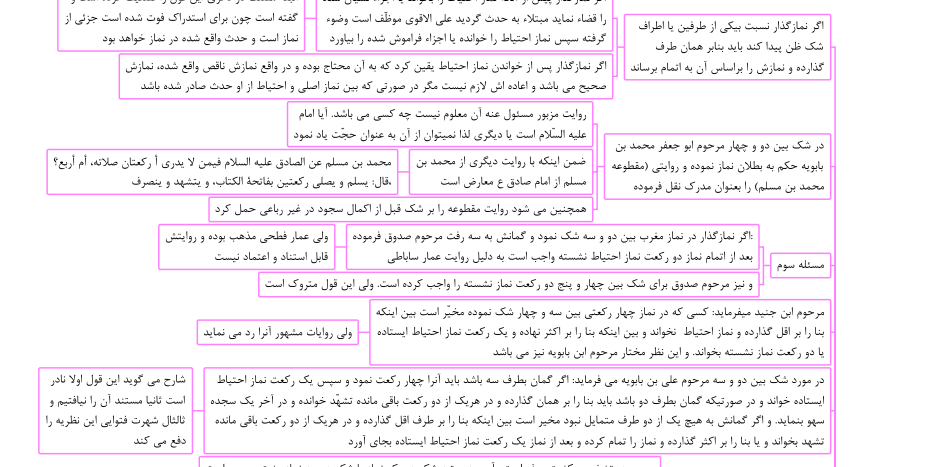 را قضاء نماید مبتلاء به حدث گردید علی الاقوی موظّف است وضوء
گرفته سپس نماز احتیاط را خوانده یا اجزاء فراموش شده را بیاورد
گفته است چون برای استدراک فوت شده است جزئی از
نماز است و حدث واقع شده در نماز خواهد بود
اگر نمازگذار نسبت بیکی از طرفین یا اطراف
شک ظن پیدا کند باید بنابر همان طرف
گذارده و نمازش را براساس آن به اتمام برساند
اگر نمازگذار پس از خواندن نماز احتیاط یقین کرد که به آن محتاج بوده و در واقع نمازش ناقص واقع شده، نمازش
صحیح می باشد و اعاده اش لازم نیست مگر در صورتی که بین نماز اصلی و احتیاط از او حدث صادر شده باشد
روایت مزبور مسئول عنه آن معلوم نیست چه کسی می باشد. آیا امام
علیه السّلام است یا دیگری لذا نمیتوان از آن به عنوان حجّت یاد نمود
در شک بین دو و چهار مرحوم ابو جعفر محمد بن
بابویه حکم به بطلان نماز نموده و روایتی (مقطوعه
محمد بن مسلم) را بعنوان مدرک نقل فرموده
ضمن اینکه با روایت دیگری از محمد بن
مسلم از امام صادق ع معارض است
محمد بن مسلم عن الصادق علیه السلام فیمن لا یدری أ رکعتان صلاته، أم أربع؟
،قال: یسلم و یصلی رکعتین بفاتحة الکتاب، و یتشهد و ینصرف
همچنین می شود روایت مقطوعه را بر شک قبل از اکمال سجود در غیر رباعی حمل کرد
مسئله سوم
:اگر نمازگذار در نماز مغرب بین دو و سه شک نمود و گمانش به سه رفت مرحوم صدوق فرموده
بعد از اتمام نماز دو رکعت نماز احتیاط نشسته واجب است به دلیل روایت عمار ساباطی
ولی عمار فطحی مذهب بوده و روایتش
قابل استناد و اعتماد نیست
و نیز مرحوم صدوق برای شک بین چهار و پنج دو رکعت نماز نشسته را واجب کرده است. ولی این قول متروک است
مرحوم ابن جنید میفرماید: کسی که در نماز چهار رکعتی بین سه و چهار شک نموده مخیّر است بین اینکه
بنا را بر اقل گذارده و نماز احتیاط نخواند و بین اینکه بنا را بر اکثر نهاده و یک رکعت نماز احتیاط ایستاده
یا دو رکعت نشسته بخواند. و این نظر مختار مرحوم ابن بابویه نیز می باشد
ولی روایات مشهور آنرا رد می نماید
در مورد شک بین دو و سه مرحوم علی بن بابویه می فرماید: اگر گمان بطرف سه باشد باید آنرا چهار رکعت نمود و سپس یک رکعت نماز احتیاط
ایستاده خواند و در صورتیکه گمان بطرف دو باشد باید بنا را بر همان گذارده و در هریک از دو رکعت باقی مانده تشهّد خوانده و در آخر یک سجده
سهو بنماید. و اگر گمانش به هیچ یک از دو طرف متمایل نبود مخیر است بین اینکه بنا را بر طرف اقل گذارده و در هریک از دو رکعت باقی مانده
تشهد بخواند و یا بنا را بر اکثر گذارده و نماز را تمام کرده و بعد از نماز یک رکعت نماز احتیاط ایستاده بجای آورد
شارح می گوید این قول اولا نادر
است ثانیا مستند آن را نیافتیم و
ثالثال شهرت فتوایی این نظریه را
دفع می کند